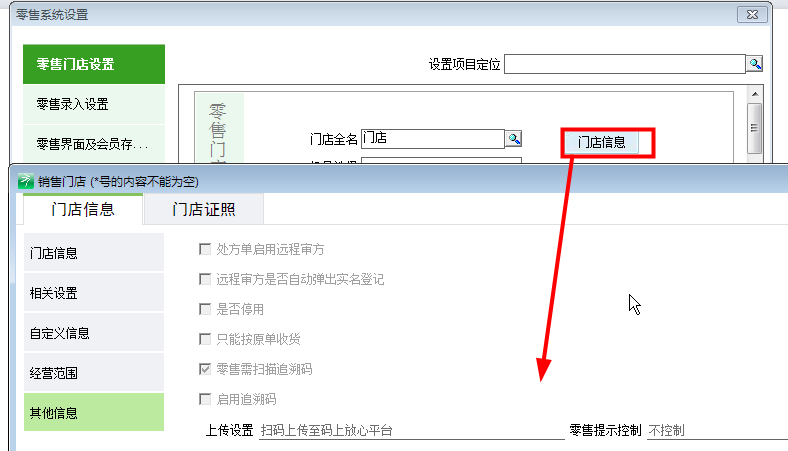 零售系统设置
零售门店设置
设置项目定位
零售录入设置
零售门
门店全名 门店 门店信息
零售界面及会员存...
销售门店 (*号的内容不能为空)
门店信息 门店证照
门店信息
相关设置
自定义信息
经营范围
其他信息
处方单启用远程审方
远程审方是否自动弹出实名登记
是否停用
只能按原单收货
零售需扫描追溯码
启用追溯码
上传设置 扫码上传至码上放心平台 零售提示控制 不控制